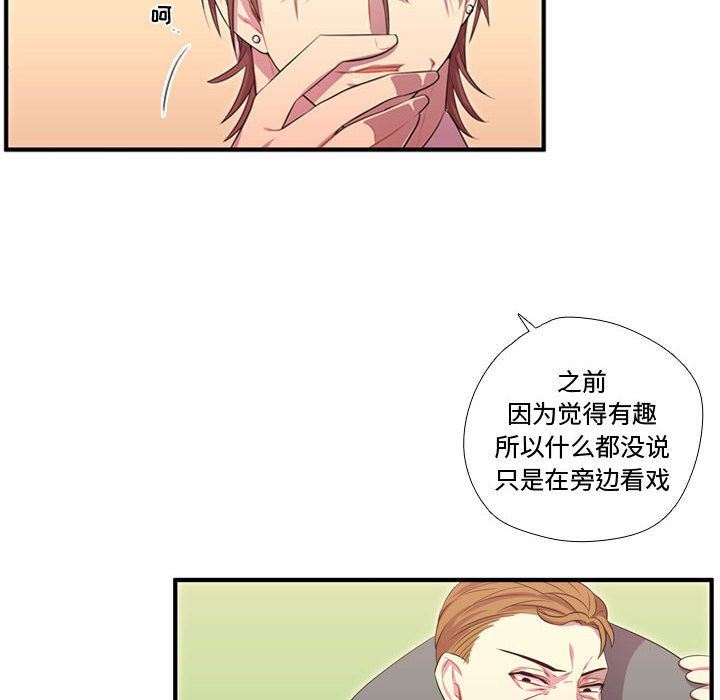 呵
之前
因为觉得有趣
所以什么都没说
只是在旁边看戏